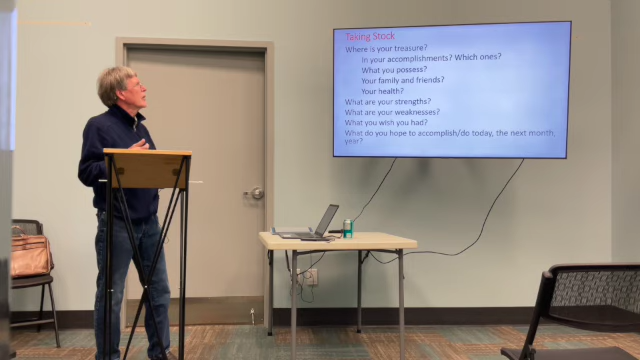 Taking Stock
Where is your treasure?
In your accomplishments? Which ones?
What you possess?
Your family and friends?
Your health?
What are your strengths?
What are your weaknesses?
What you wish you had?
What do you hope to accomplish/do today, the next month,
year?